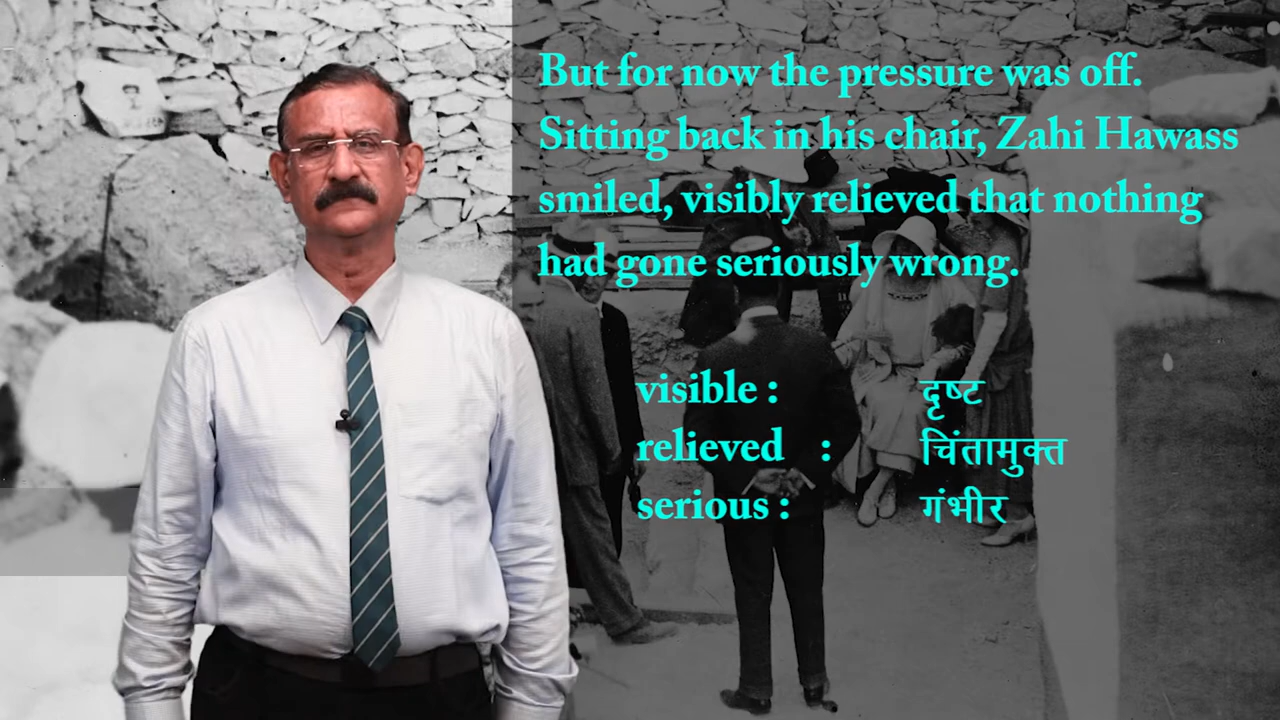 But for now the pressure was off.
Sitting back in his chair, Zahi Hawass
smiled, visibly relieved that nothing
had gone seriously wrong.
visible : दृष्ट
relieved : चिंतामुक्त
serious : गंभीर